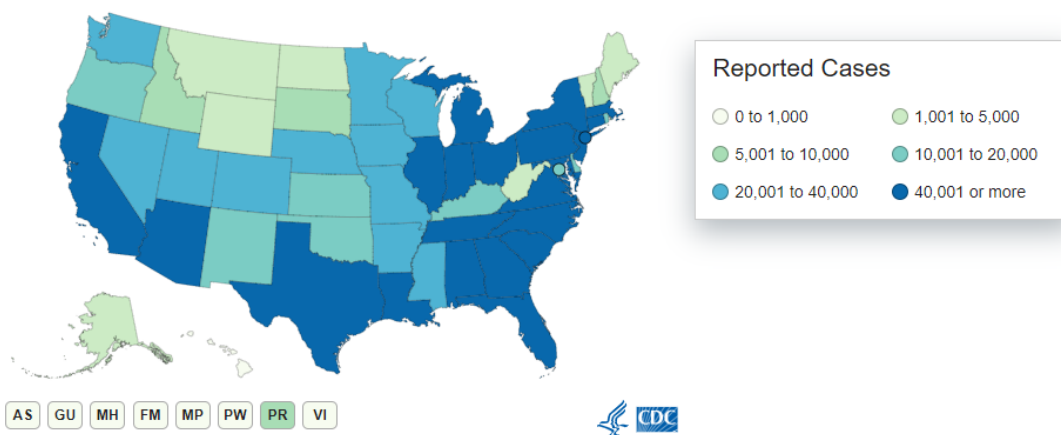 Reported Cases
0 to 1,000
1,001 to 5,000
5,001 to 10,000
10,001 to 20,000
20,001 to 40,000
40,001 or more
AS GU MH FM MP PW PR VI
CDC